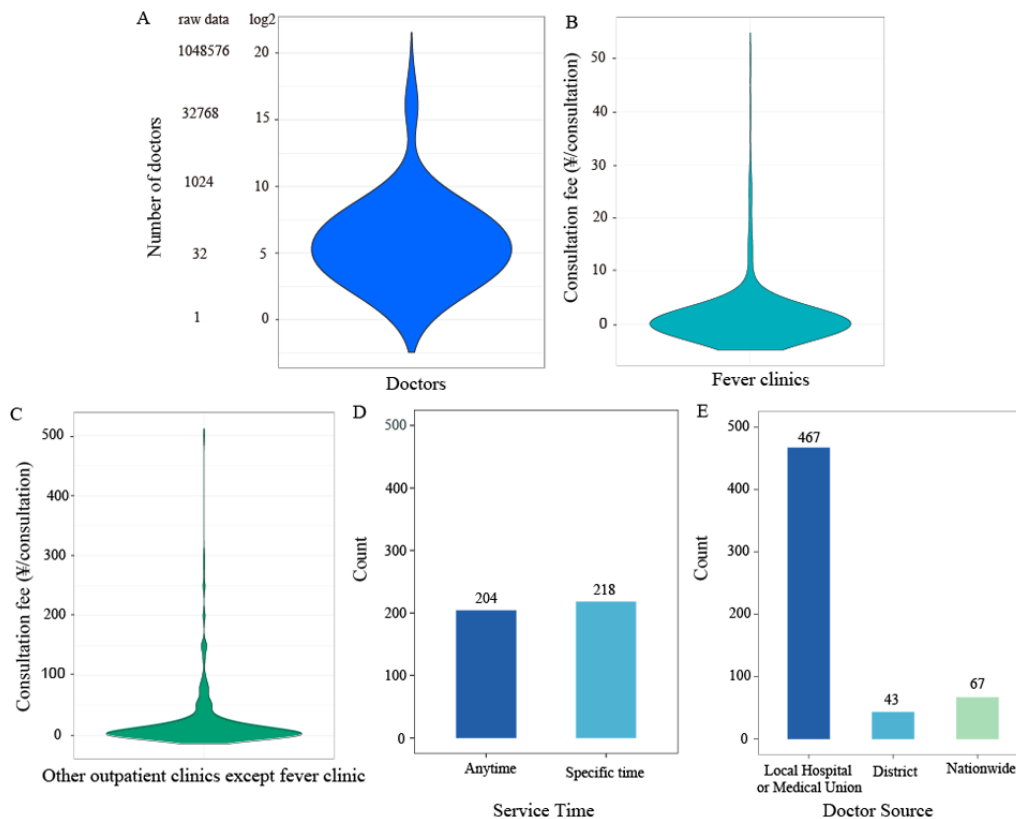 A
raw data
log2
1048576
20
32768
15
1024
10
32
5
1
0
Number of doctors
Doctors
B
50
40
30
20
10
0
Consultation fee (¥/consultation)
Fever clinics
C
500
400
300
200
100
0
Consultation fee (¥/consultation)
Other outpatient clinics except fever clinic
D
500
400
300
200
100
0
Count
204
218
Anytime
Specific time
Service Time
E
500
400
300
200
100
0
Count
467
43
67
Local Hospital
or Medical Union
District
Nationwide
Doctor Source